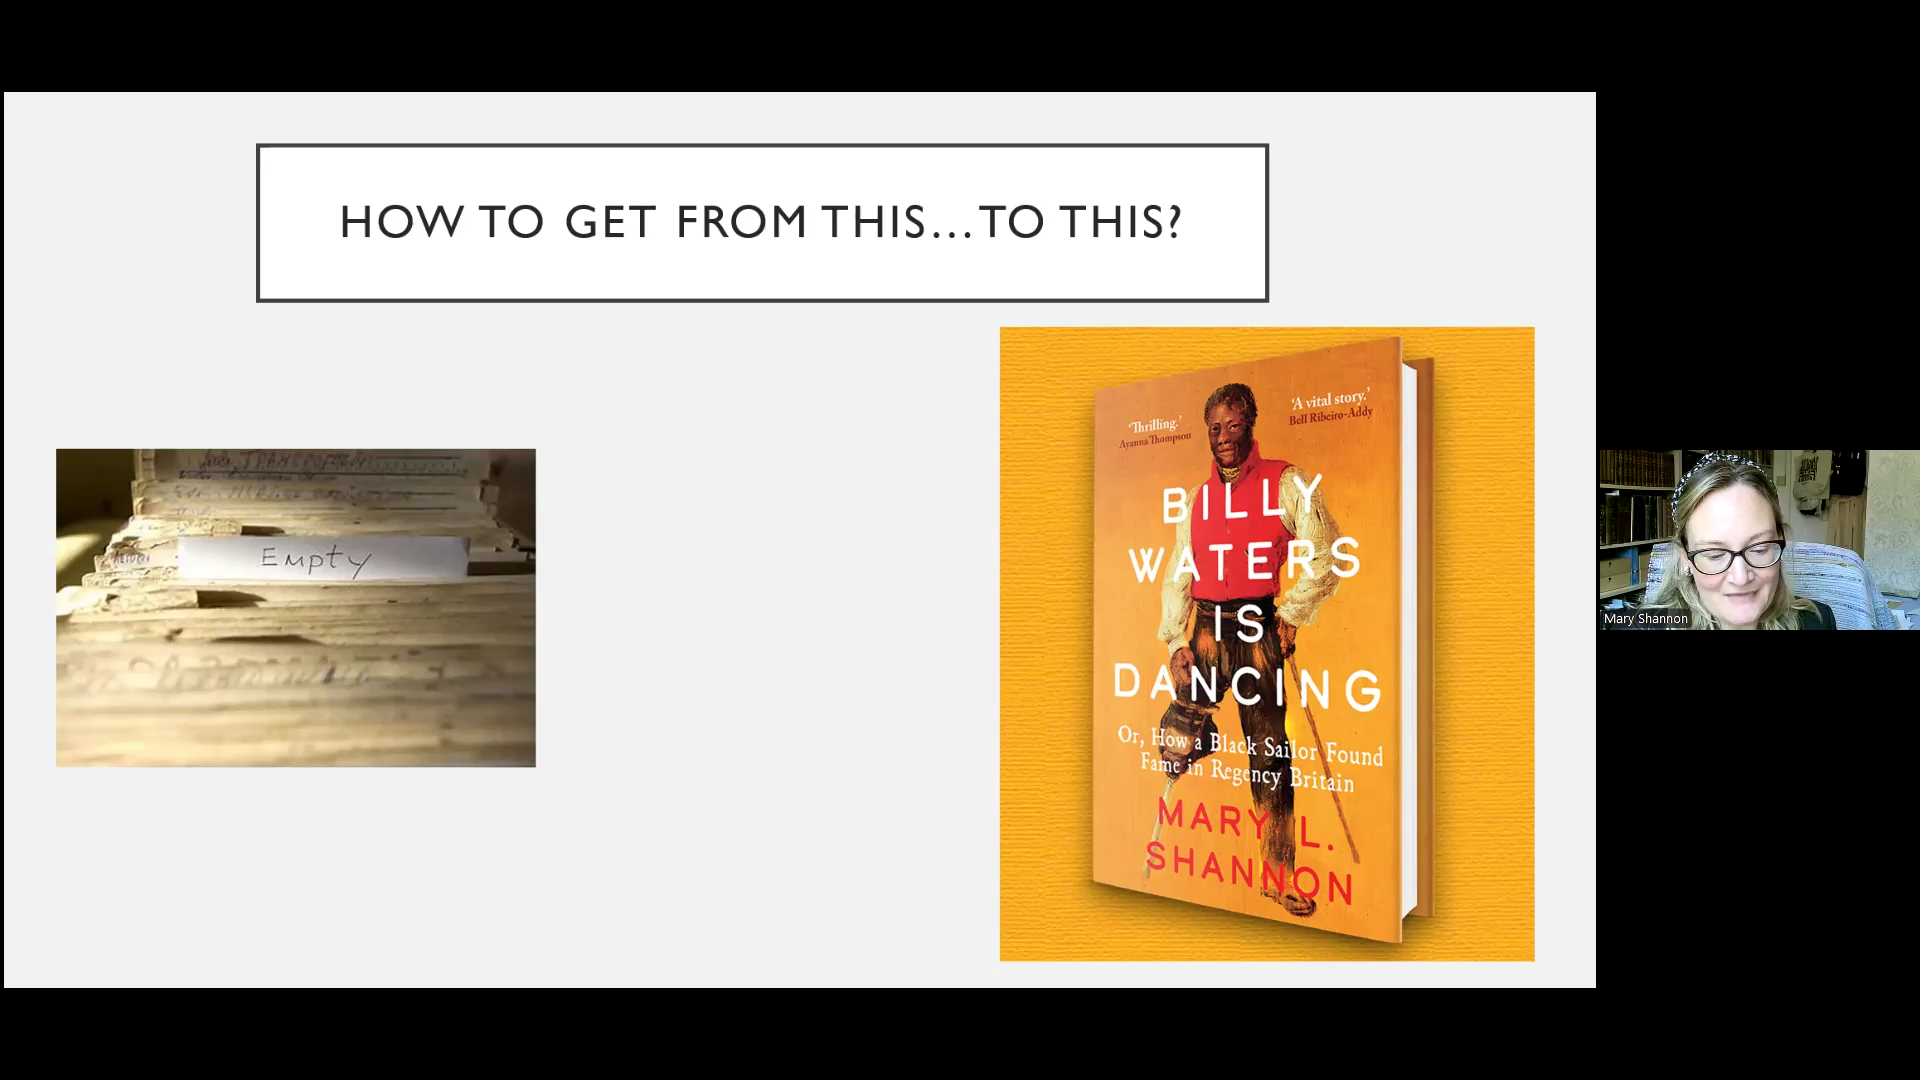 HOW TO GET FROM THIS...TO THIS?
Empty
'Thrilling.'
Ayanna Thompson
'A vital story.'
Bell Ribeiro-Addy
BILLY
WATERS
IS
DANCING
Or, How a Black Sailor Found
Fame in Regency Britain
MARY L.
SHANNON
Mary Shannon